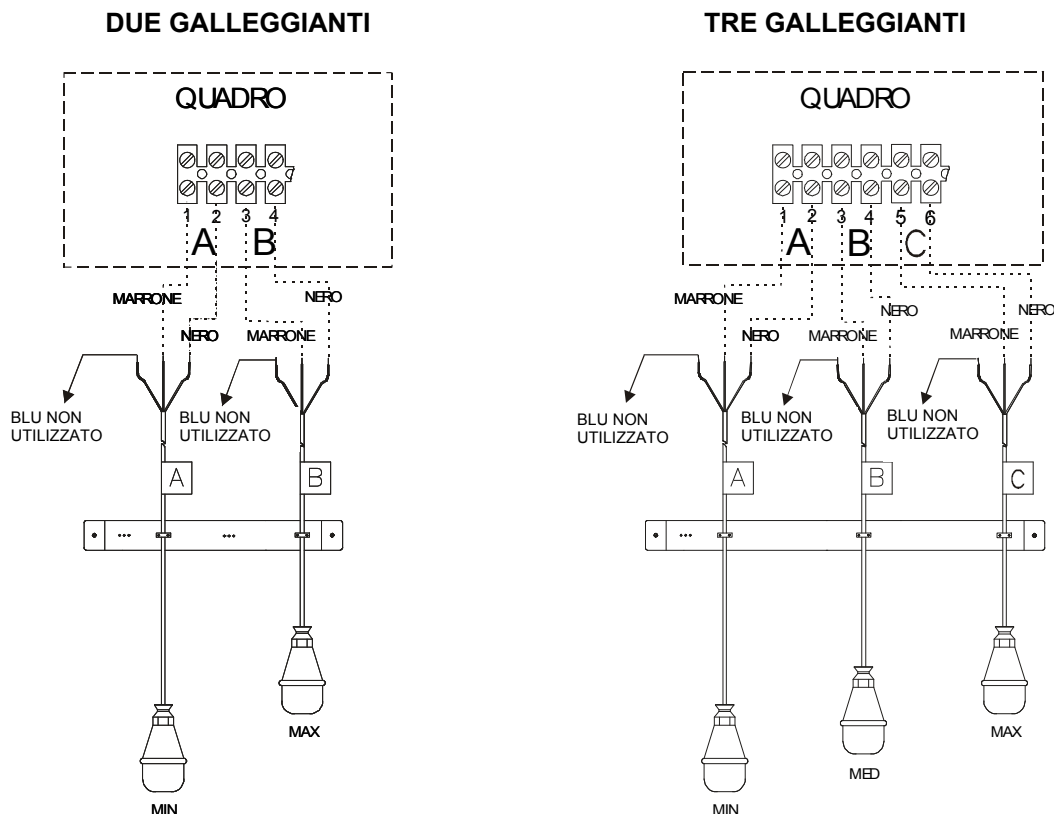 DUE GALLEGGIANTI
QUADRO
1 2 3 4
A B
MARRONE
NERO
NERO
MARRONE
BLU NON
UTILIZZATO
BLU NON
UTILIZZATO
A
B
MAX
MIN
TRE GALLEGGIANTI
QUADRO
1 2 3 4 5 6
A B C
MARRONE
NERO
NERO
NERO
MARRONE
MARRONE
BLU NON
UTILIZZATO
BLU NON
UTILIZZATO
BLU NON
UTILIZZATO
A
B
C
MAX
MED
MIN